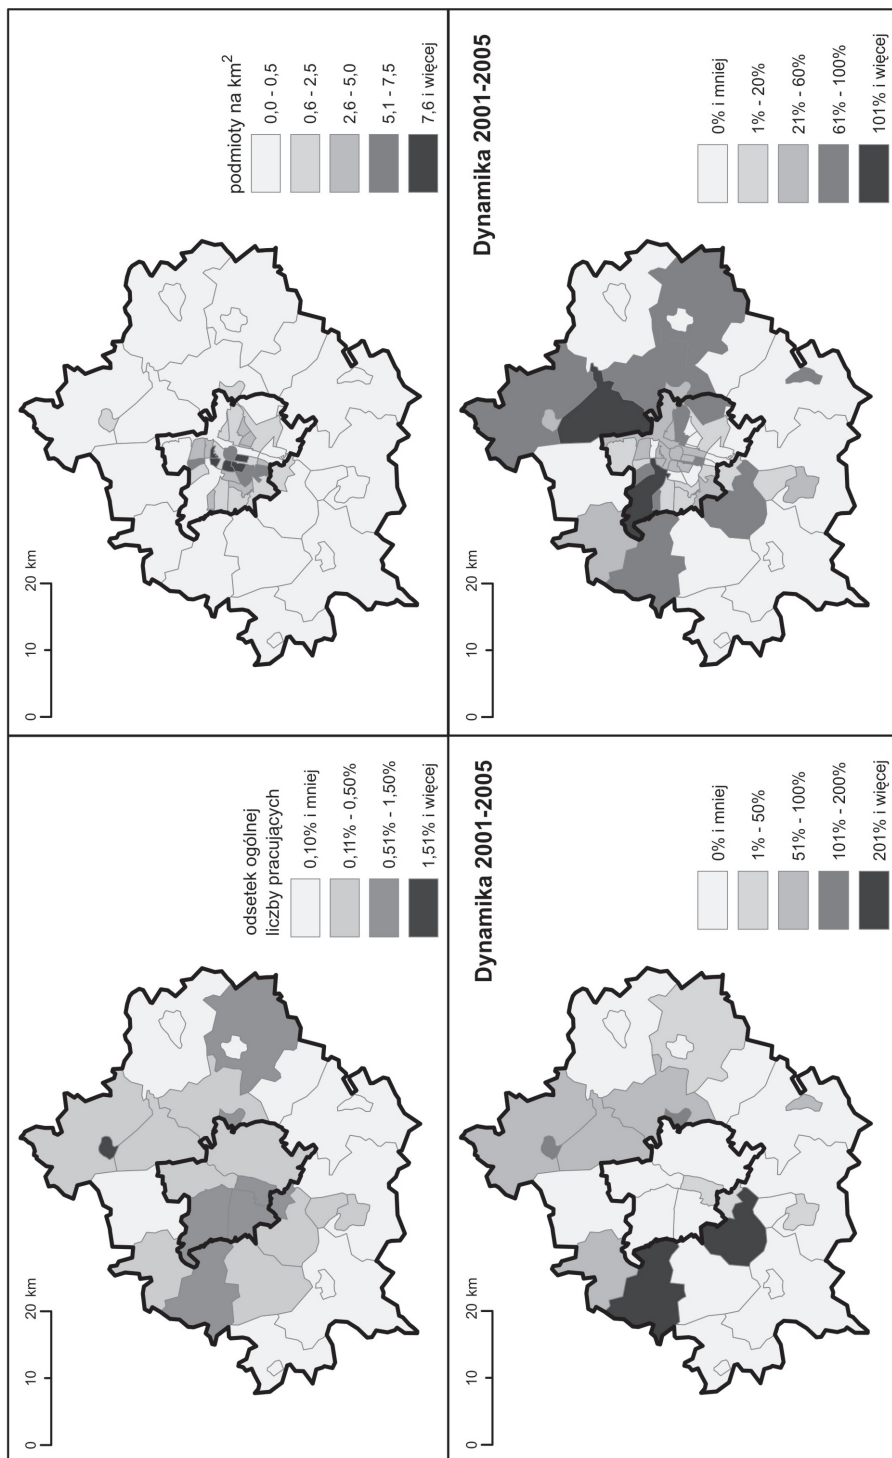 0 10 20 km
odsetek ogólnej
liczby pracujących
0,10% i mniej
0,11% - 0,50%
0,51% - 1,50%
1,51% i więcej
0 10 20 km
podmioty na km²
0,0 - 0,5
0,6 - 2,5
2,6 - 5,0
5,1 - 7,5
7,6 i więcej
0 10 20 km
Dynamika 2001-2005
0% i mniej
1% - 50%
51% - 100%
101% - 200%
201% i więcej
0 10 20 km
Dynamika 2001-2005
0% i mniej
1% - 20%
21% - 60%
61% - 100%
101% i więcej